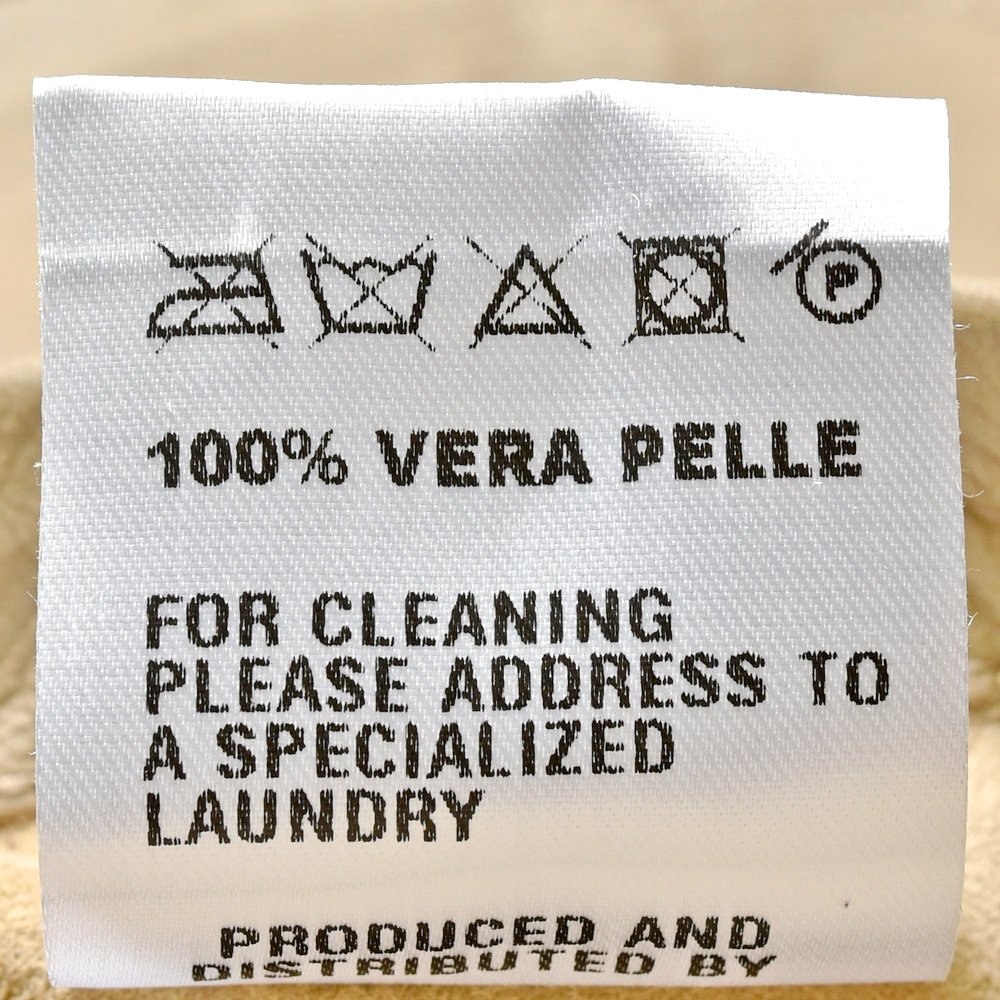 P
100% VERA PELLE
FOR CLEANING
PLEASE ADDRESS TO
A SPECIALIZED
LAUNDRY
PRODUCED AND
DISTRIBUTED BY